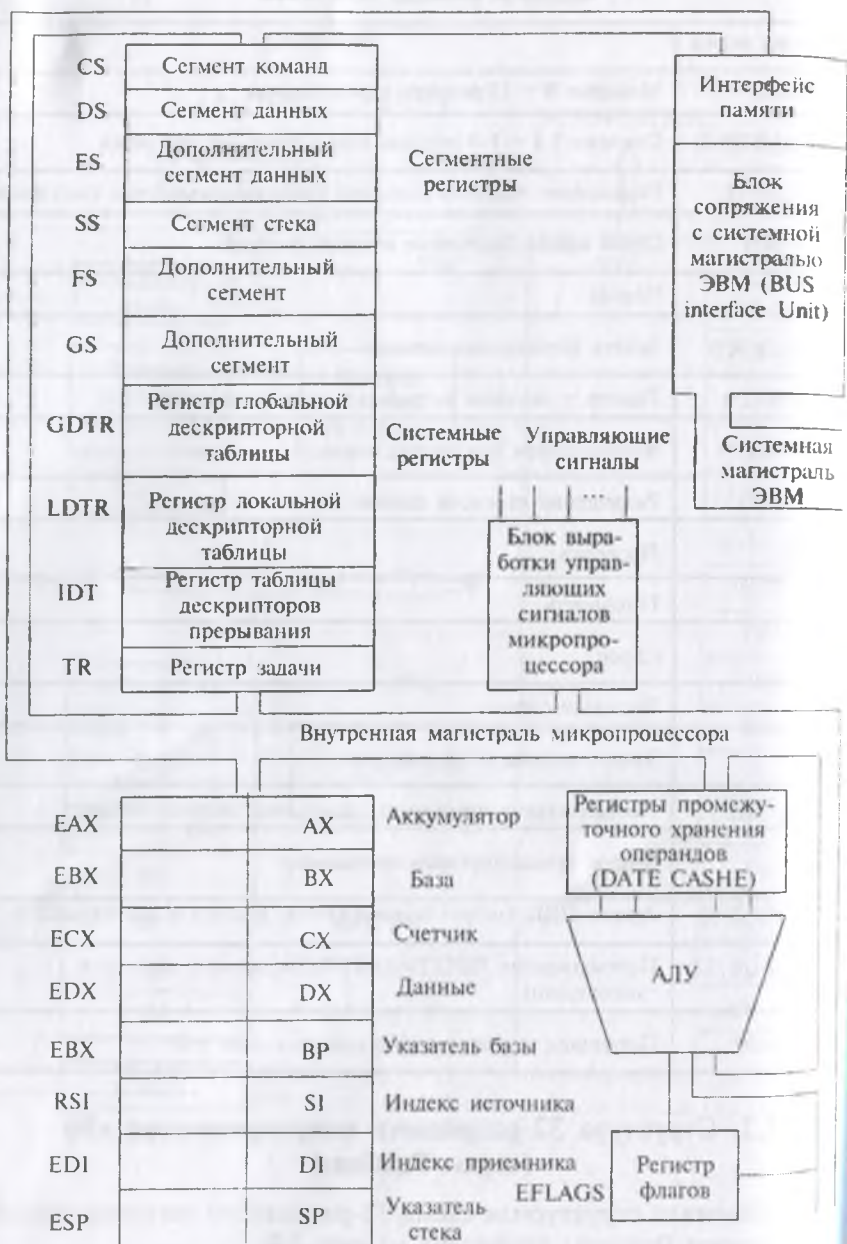 CS Сегмент команд
DS Сегмент данных
ES Дополнительный
сегмент данных
SS Сегмент стека
FS Дополнительный
сегмент
GS Дополнительный
сегмент
Сегментные
регистры
GDTR Регистр глобальной
дескрипторной
таблицы
LDTR Регистр локальной
дескрипторной
таблицы
IDT Регистр таблицы
дескрипторов
прерывания
TR Регистр задачи
Системные
регистры
Управляющие
сигналы
...
Блок выра-
ботки управ-
ляющих
сигналов
микропро-
цессора
Интерфейс
памяти
Блок
сопряжения
с системной
магистралью
ЭВМ (BUS
interface Unit)
Системная
магистраль
ЭВМ
Внутренная магистраль микропроцессора
EAX AX Аккумулятор
EBX BX База
ECX CX Счетчик
EDX DX Данные
EBX BP Указатель базы
RSI SI Индекс источника
EDI DI Индекс приемника
ESP SP Указатель
стека
Регистры промежу-
точного хранения
операндов
(DATE CASHE)
АЛУ
EFLAGS Регистр
флагов